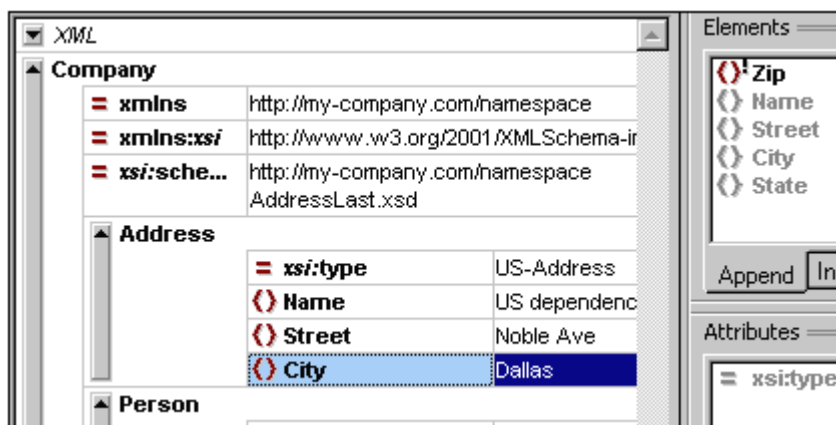 XML
Company
= xmlns http://my-company.com/namespace
= xmlns:xsi http://www.w3.org/2001/XMLSchema-in
= xsi:sche... http://my-company.com/namespace
AddressLast.xsd
Address
= xsi:type US-Address
() Name US dependenc
() Street Noble Ave
() City Dallas
Person
Elements
()! Zip
() Name
() Street
() City
() State
Append In
Attributes
= xsi:type